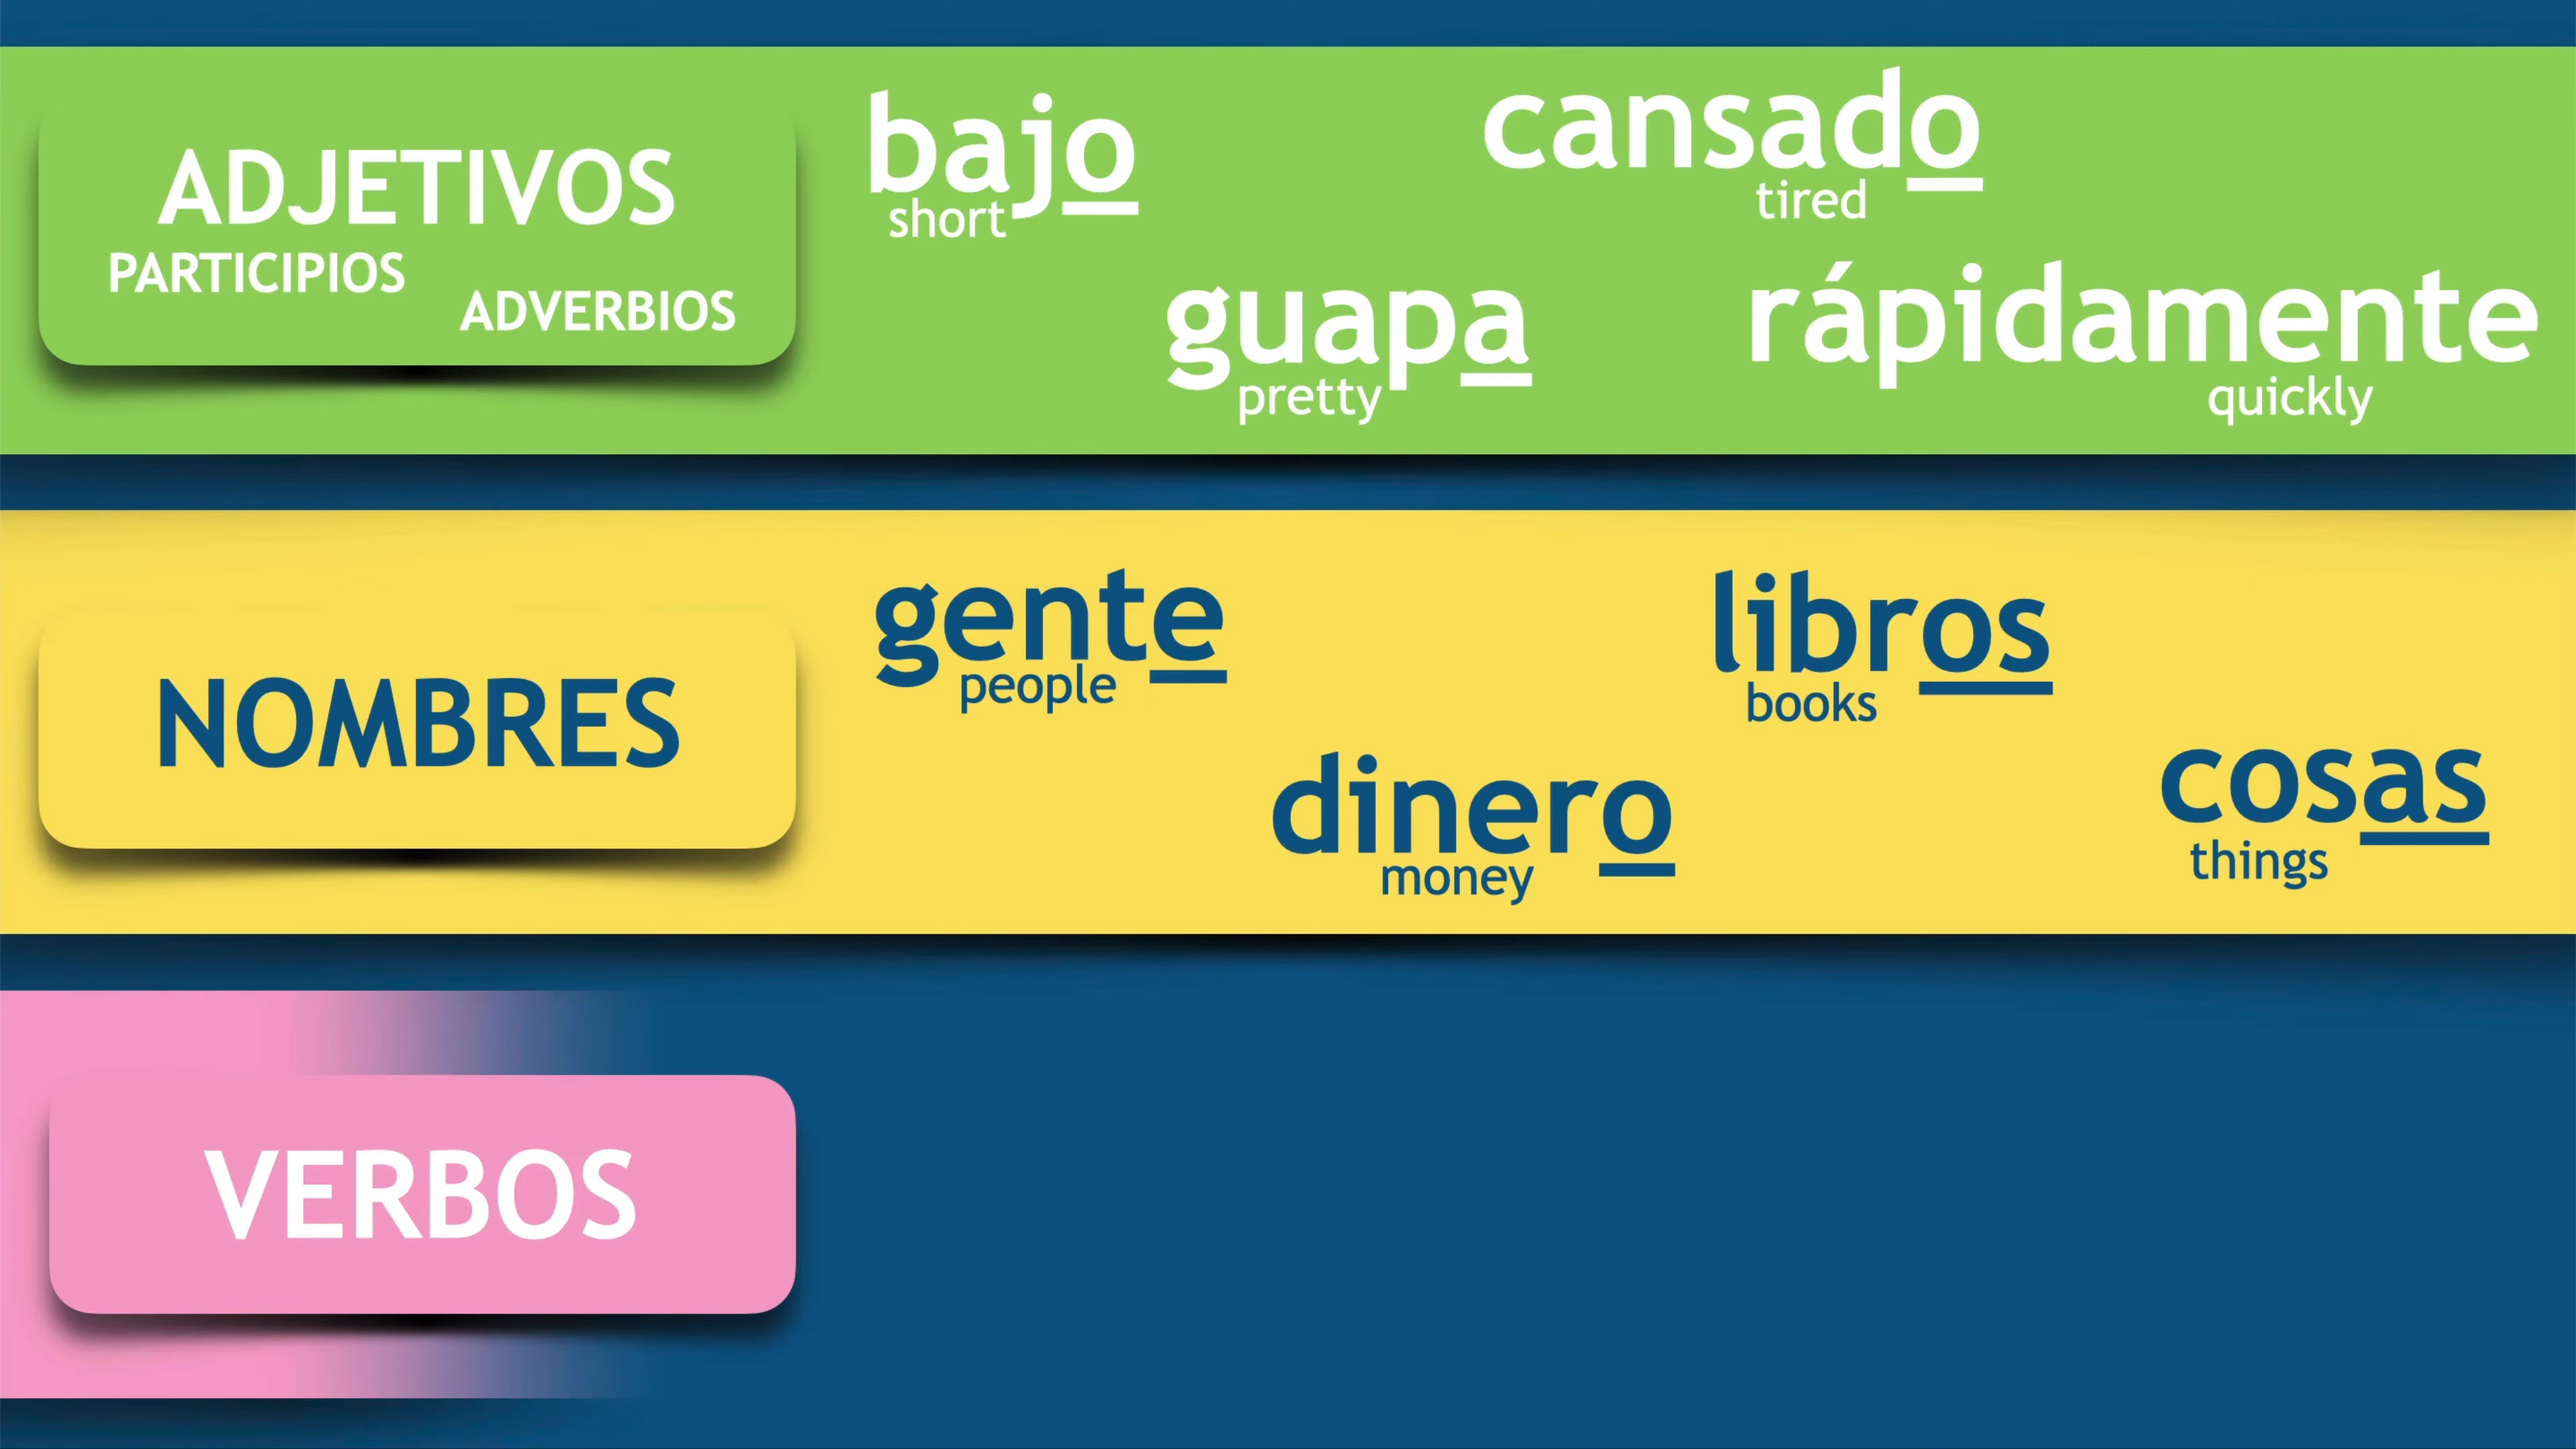 ADJETIVOS
PARTICIPIOS
ADVERBIOS
bajo
short
cansado
tired
guapa
pretty
rápidamente
quickly
NOMBRES
gente
people
libros
books
dinero
money
cosas
things
VERBOS